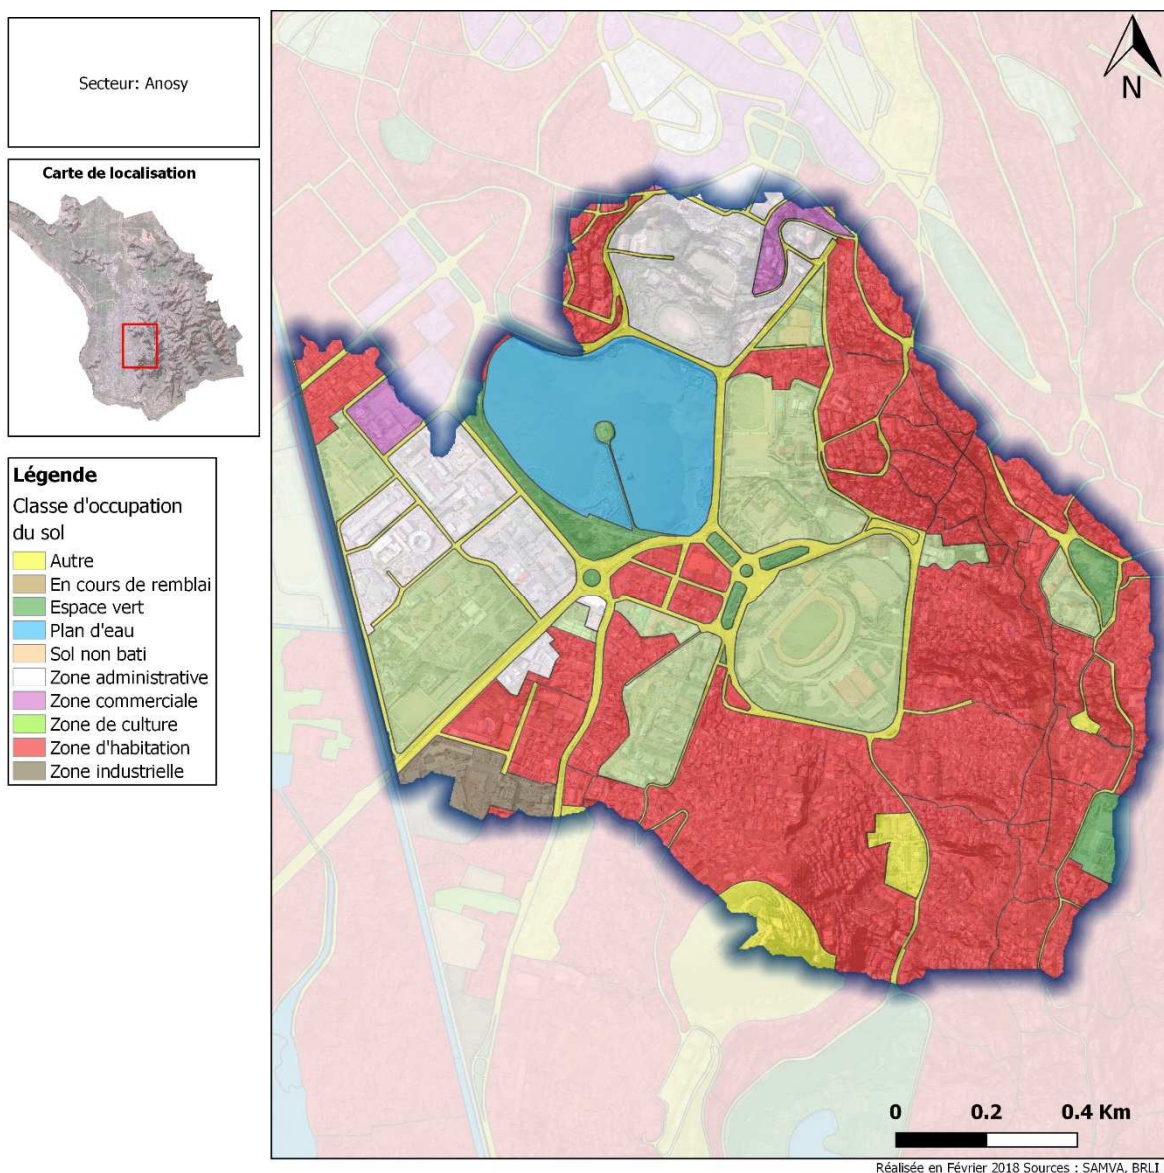 Secteur: Anosy
Carte de localisation
Légende
Classe d'occupation
du sol
Autre
En cours de remblai
Espace vert
Plan d'eau
Sol non bati
Zone administrative
Zone commerciale
Zone de culture
Zone d'habitation
Zone industrielle
N
0 0.2 0.4 Km
Réalisée en Février 2018 Sources : SAMVA, BRLI